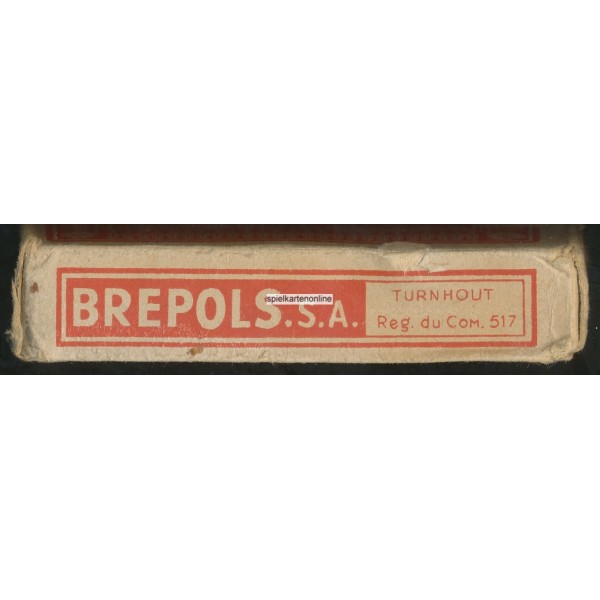 BREPOLS.S.A.
spielkartenonline
TURNHOUT
Reg. du Com. 517